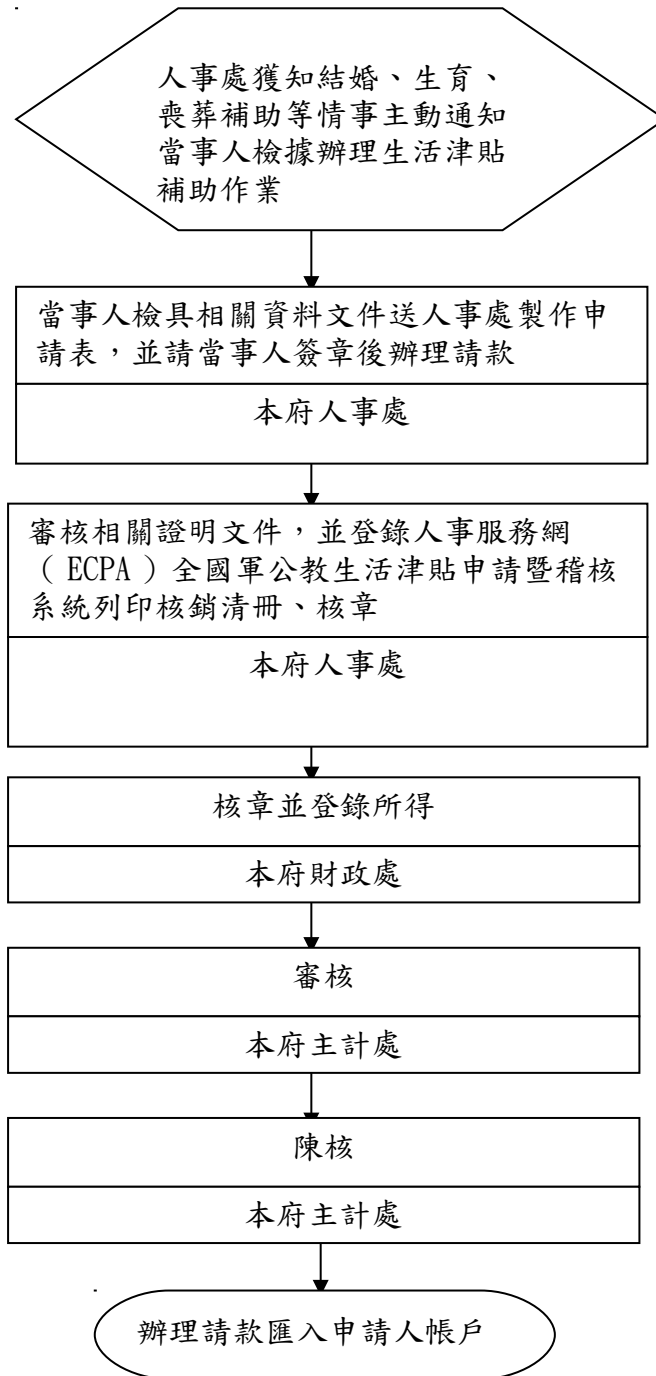 人事處獲知結婚、生育、
喪葬補助等情事主動通知
當事人檢據辦理生活津貼
補助作業
當事人檢具相關資料文件送人事處製作申
請表，並請當事人簽章後辦理請款
本府人事處
審核相關證明文件，並登錄人事服務網
( ECPA ) 全國軍公教生活津貼申請暨稽核
系統列印核銷清冊、核章
本府人事處
核章並登錄所得
本府財政處
審核
本府主計處
陳核
本府主計處
辦理請款匯入申請人帳戶